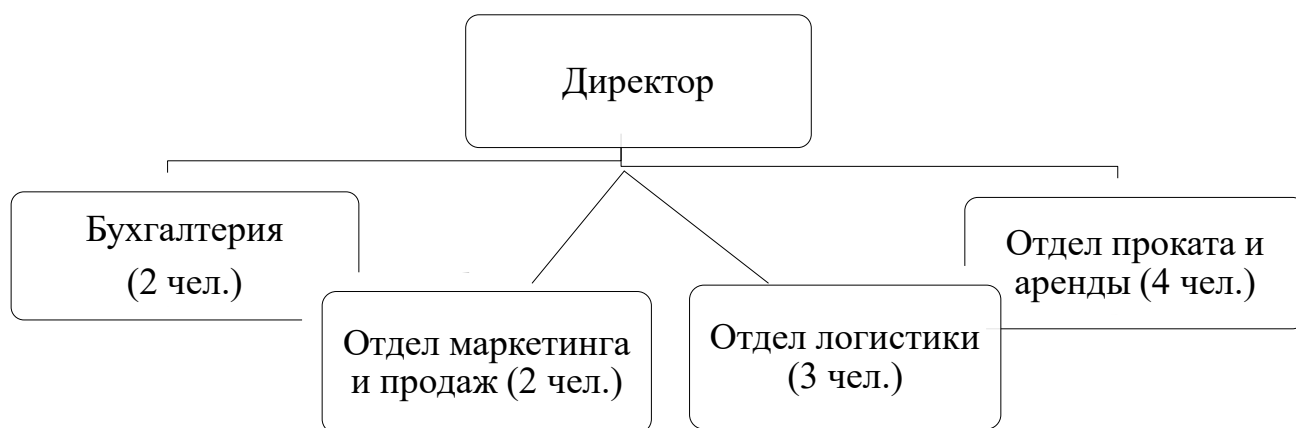 Директор
Бухгалтерия
(2 чел.)
Отдел маркетинга
и продаж (2 чел.)
Отдел логистики
(3 чел.)
Отдел проката и
аренды (4 чел.)